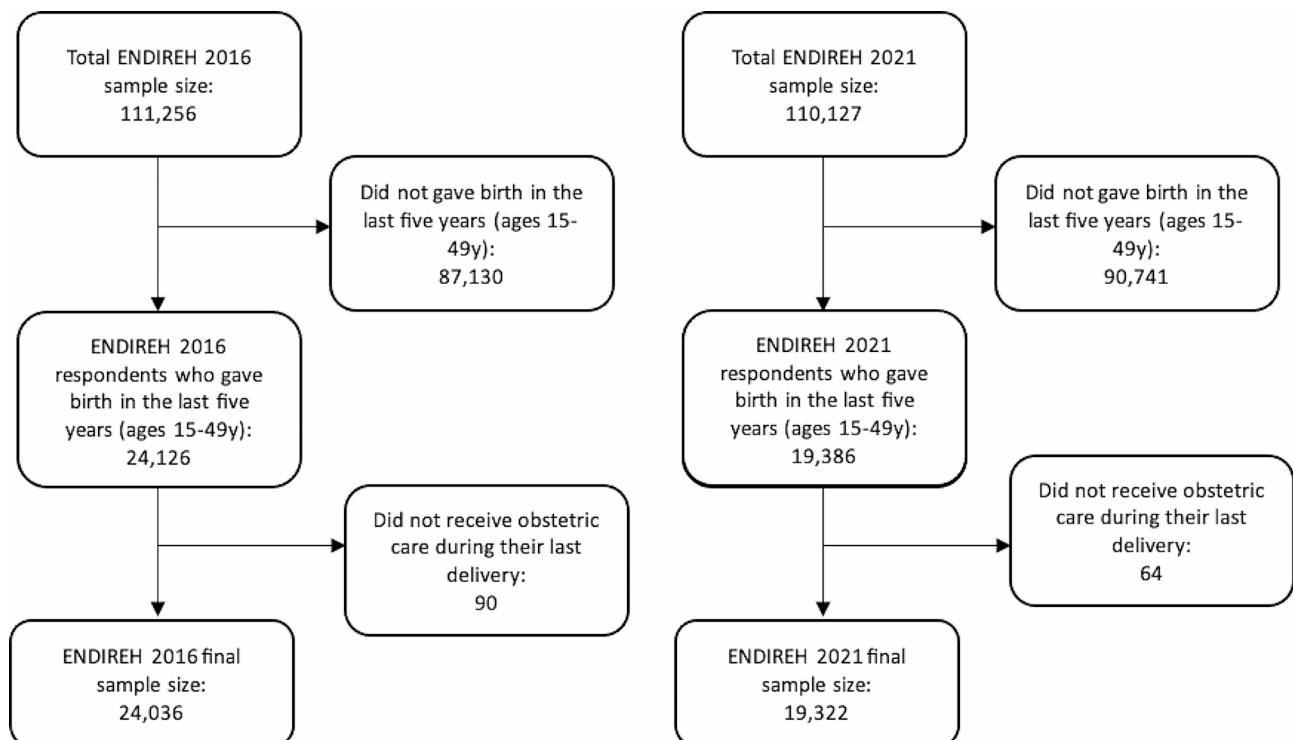 Total ENDIREH 2016
sample size:
111,256
Did not gave birth in the
last five years (ages 15-
49y):
87,130
ENDIREH 2016
respondents who gave
birth in the last five
years (ages 15-49y):
24,126
Did not receive obstetric
care during their last
delivery:
90
ENDIREH 2016 final
sample size:
24,036
Total ENDIREH 2021
sample size:
110,127
Did not gave birth in the
last five years (ages 15-
49y):
90,741
ENDIREH 2021
respondents who gave
birth in the last five
years (ages 15-49y):
19,386
Did not receive obstetric
care during their last
delivery:
64
ENDIREH 2021 final
sample size:
19,322